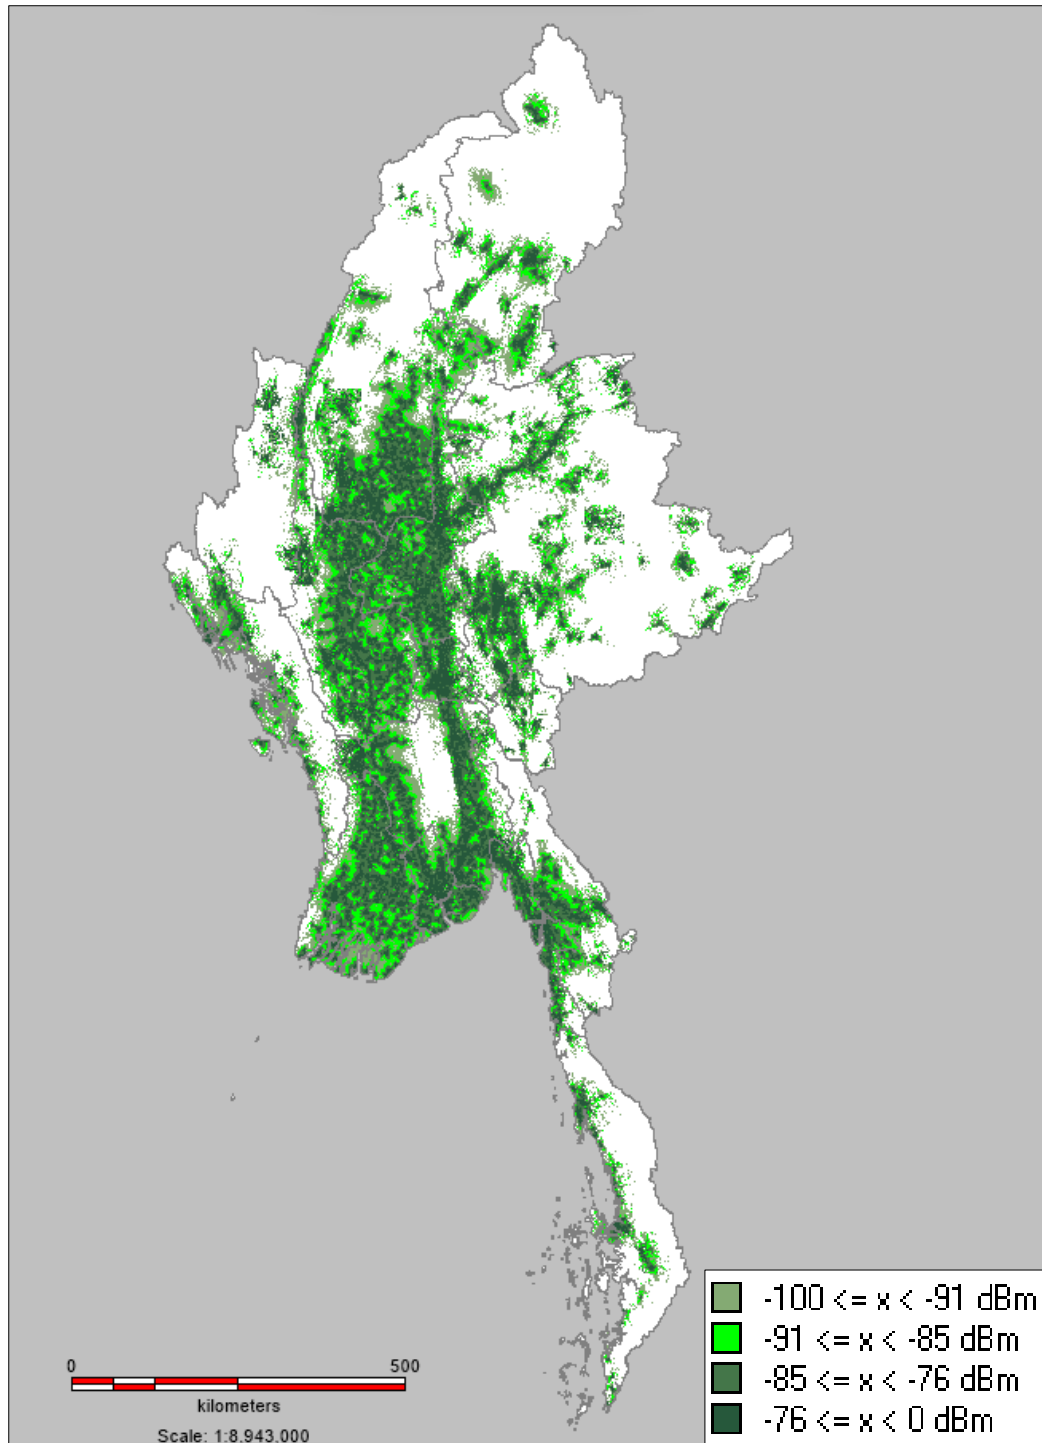 -100 <= x < -91 dBm
-91 <= x < -85 dBm
-85 <= x < -76 dBm
-76 <= x < 0 dBm
0 500
kilometers
Scale: 1:8,943,000